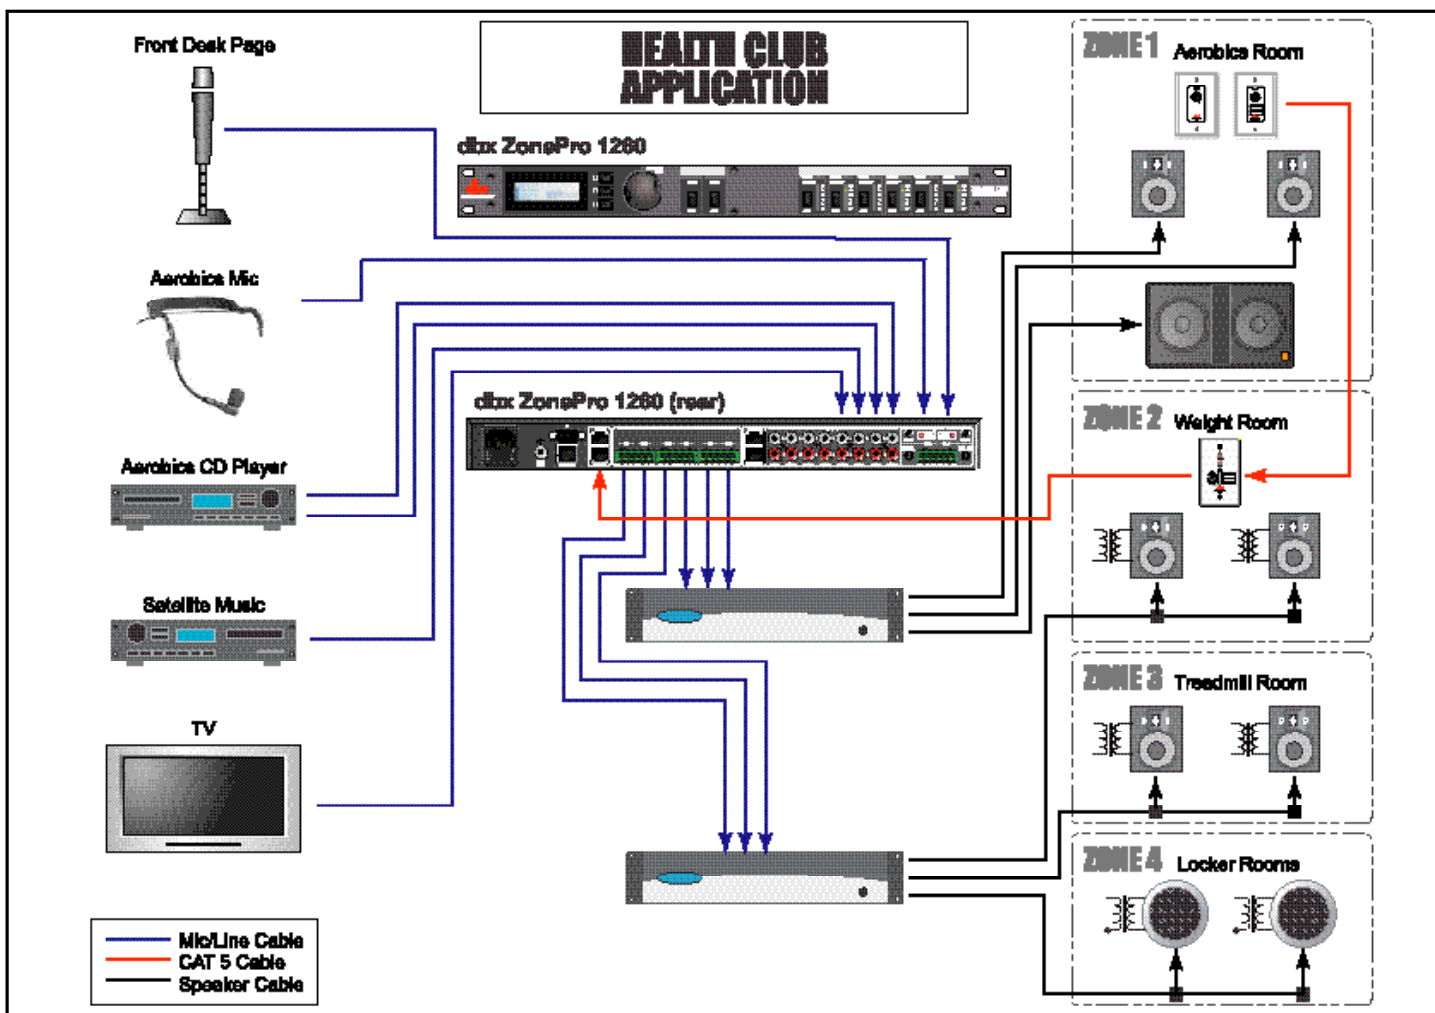 Front Desk Page
HEALTH CLUB
APPLICATION
ZONE 1
Aerobics Room
dbx ZonePro 1260
Aerobics Mic
dbx ZonePro 1260 (rear)
ZONE 2
Weight Room
Aerobics CD Player
Satellite Music
ZONE 3
Treadmill Room
TV
ZONE 4
Locker Rooms
Mic/Line Cable
CAT 5 Cable
Speaker Cable